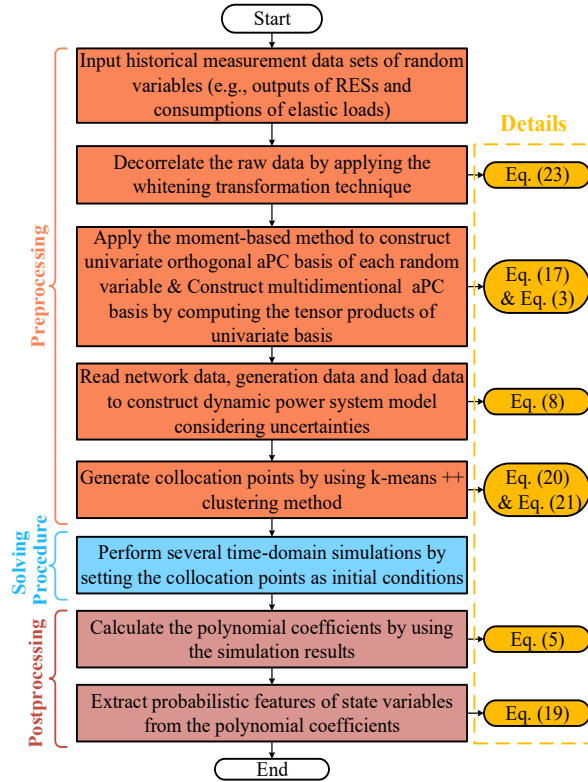 Start
Input historical measurement data sets of random
variables (e.g., outputs of RESs and
consumptions of elastic loads)
Details
Decorrelate the raw data by applying the
whitening transformation technique
Eq. (23)
Preprocessing
Apply the moment-based method to construct
univariate orthogonal aPC basis of each random
variable & Construct multidimentional aPC
basis by computing the tensor products of
univariate basis
Eq. (17)
& Eq. (3)
Read network data, generation data and load data
to construct dynamic power system model
considering uncertainties
Eq. (8)
Generate collocation points by using k-means ++
clustering method
Eq. (20)
& Eq. (21)
Solving
Procedure
Perform several time-domain simulations by
setting the collocation points as initial conditions
Postprocessing
Calculate the polynomial coefficients by using
the simulation results
Eq. (5)
Extract probabilistic features of state variables
from the polynomial coefficients
Eq. (19)
End